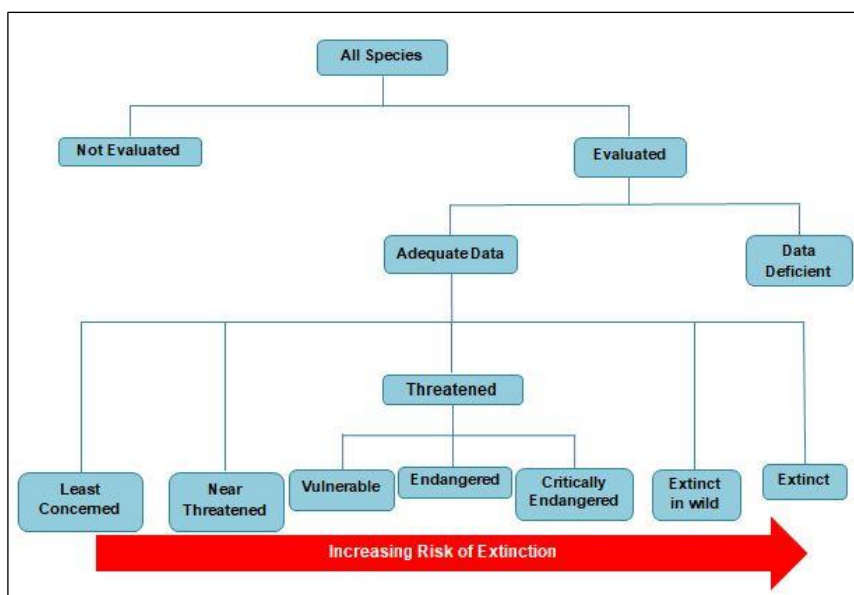 All Species
Not Evaluated
Evaluated
Adequate Data
Data
Deficient
Threatened
Least
Concerned
Near
Threatened
Vulnerable
Endangered
Critically
Endangered
Extinct
in wild
Extinct
Increasing Risk of Extinction